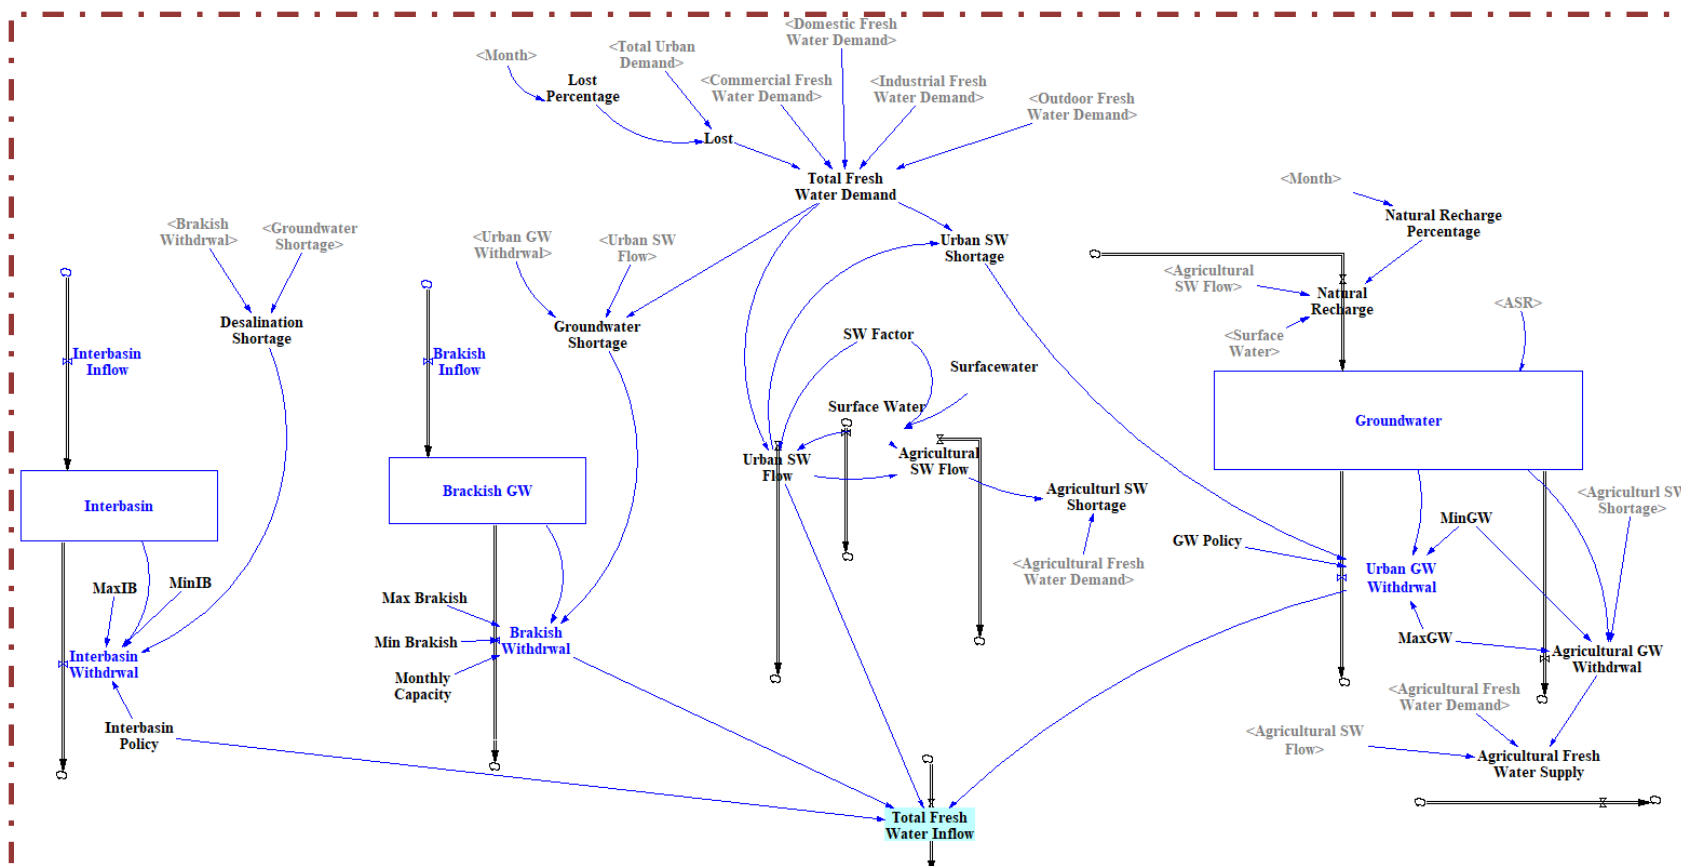 <Domestic Fresh
Water Demand>
<Month>
<Total Urban
Demand>
Lost
Percentage
<Commercial Fresh
Water Demand>
<Industrial Fresh
Water Demand>
<Outdoor Fresh
Water Demand>
Lost
Total Fresh
Water Demand
<Month>
Natural Recharge
Percentage
<Brakish
Withdrwal>
<Groundwater
Shortage>
<Urban GW
Withdrwal>
<Urban SW
Flow>
Urban SW
Shortage
<Agricultural
SW Flow>
Natural
Recharge
<ASR>
Desalination
Shortage
Groundwater
Shortage
SW Factor
<Surface
Water>
Interbasin
Inflow
Brakish
Inflow
Surfacewater
Surface Water
Groundwater
Urban SW
Flow
Agricultural
SW Flow
Interbasin
Brackish GW
Agriculturl SW
Shortage
<Agriculturl SW
Shortage>
MinGW
GW Policy
<Agricultural Fresh
Water Demand>
Urban GW
Withdrwal
MaxIB
MinIB
Max Brakish
Min Brakish
Brakish
Withdrwal
MaxGW
Agricultural GW
Withdrwal
Interbasin
Withdrwal
Monthly
Capacity
<Agricultural Fresh
Water Demand>
Interbasin
Policy
<Agricultural SW
Flow>
Agricultural Fresh
Water Supply
Total Fresh
Water Inflow